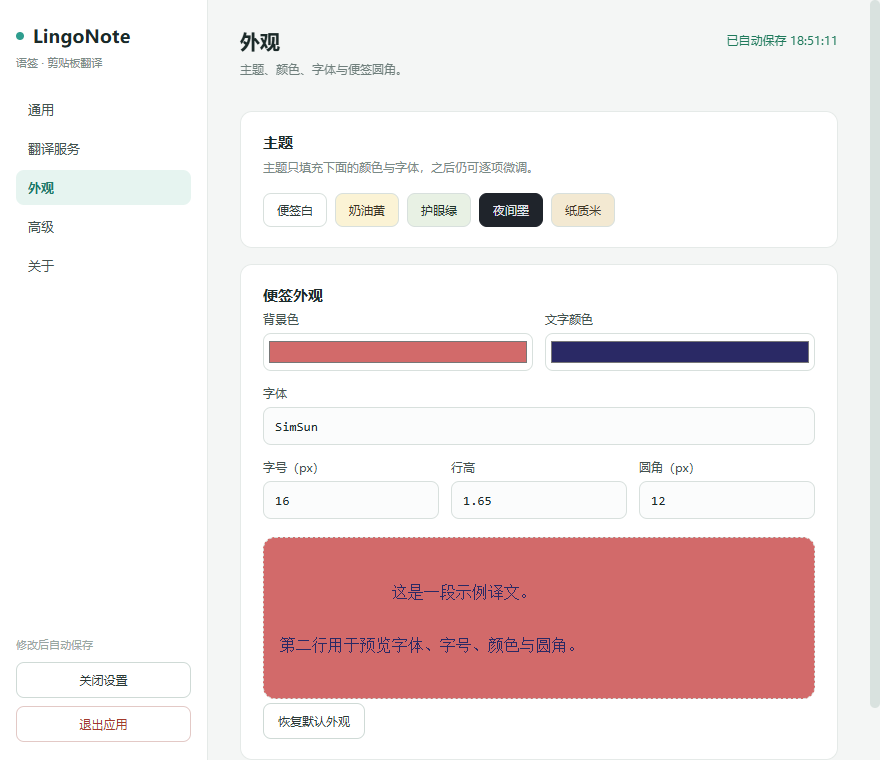 LingoNote
语签 · 剪贴板翻译
通用
翻译服务
外观
高级
关于
修改后自动保存
关闭设置
退出应用
外观
已自动保存 18:51:11
主题、颜色、字体与便签圆角。
主题
主题只填充下面的颜色与字体，之后仍可逐项微调。
便签白
奶油黄
护眼绿
夜间墨
纸质米
便签外观
背景色
文字颜色
字体
SimSun
字号（px）
行高
圆角（px）
16
1.65
12
这是一段示例译文。
第二行用于预览字体、字号、颜色与圆角。
恢复默认外观